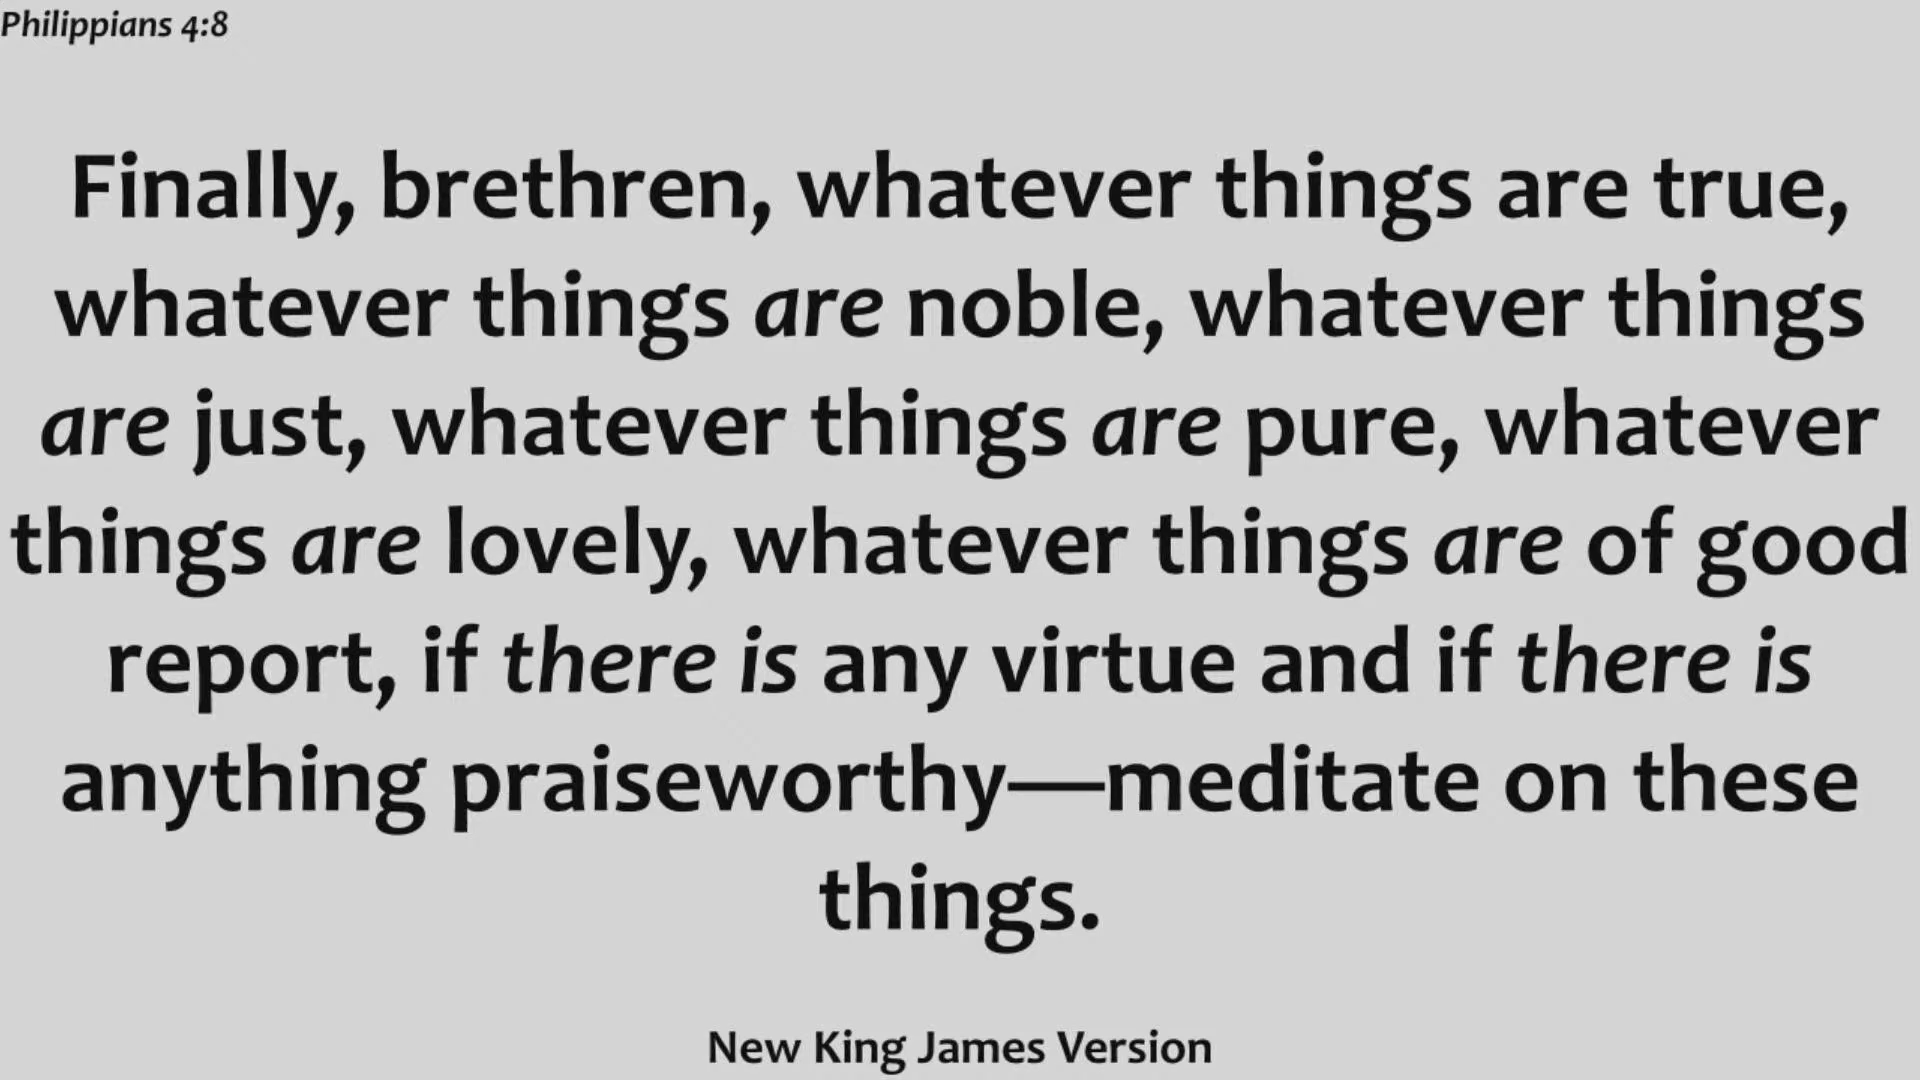 Philippians 4:8
Finally, brethren, whatever things are true,
whatever things are noble, whatever things
are just, whatever things are pure, whatever
things are lovely, whatever things are of good
report, if there is any virtue and if there is
anything praiseworthy—meditate on these
things.
New King James Version